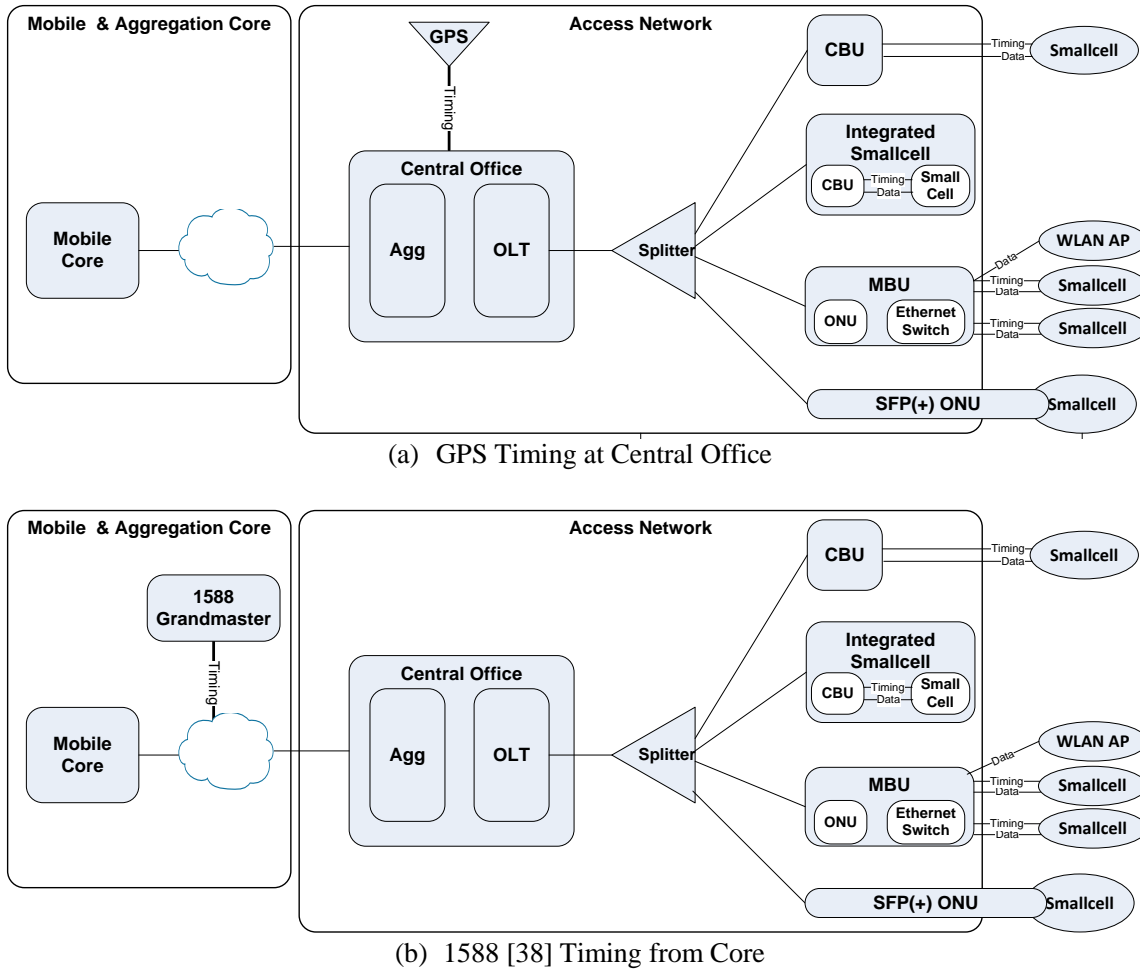 Mobile & Aggregation Core
Access Network
GPS
Timing
CBU
Timing
Data
Smallcell
Integrated
Smallcell
CBU
Timing
Data
Small
Cell
Central Office
Agg
OLT
Mobile
Core
Splitter
MBU
ONU
Ethernet
Switch
Data
WLAN AP
Timing
Data
Smallcell
Timing
Data
Smallcell
SFP(+) ONU
Smallcell
(a) GPS Timing at Central Office
Mobile & Aggregation Core
Access Network
1588
Grandmaster
Timing
CBU
Timing
Data
Smallcell
Integrated
Smallcell
CBU
Timing
Data
Small
Cell
Central Office
Agg
OLT
Mobile
Core
Splitter
MBU
ONU
Ethernet
Switch
Data
WLAN AP
Timing
Data
Smallcell
Timing
Data
Smallcell
SFP(+) ONU
Smallcell
(b) 1588 [38] Timing from Core